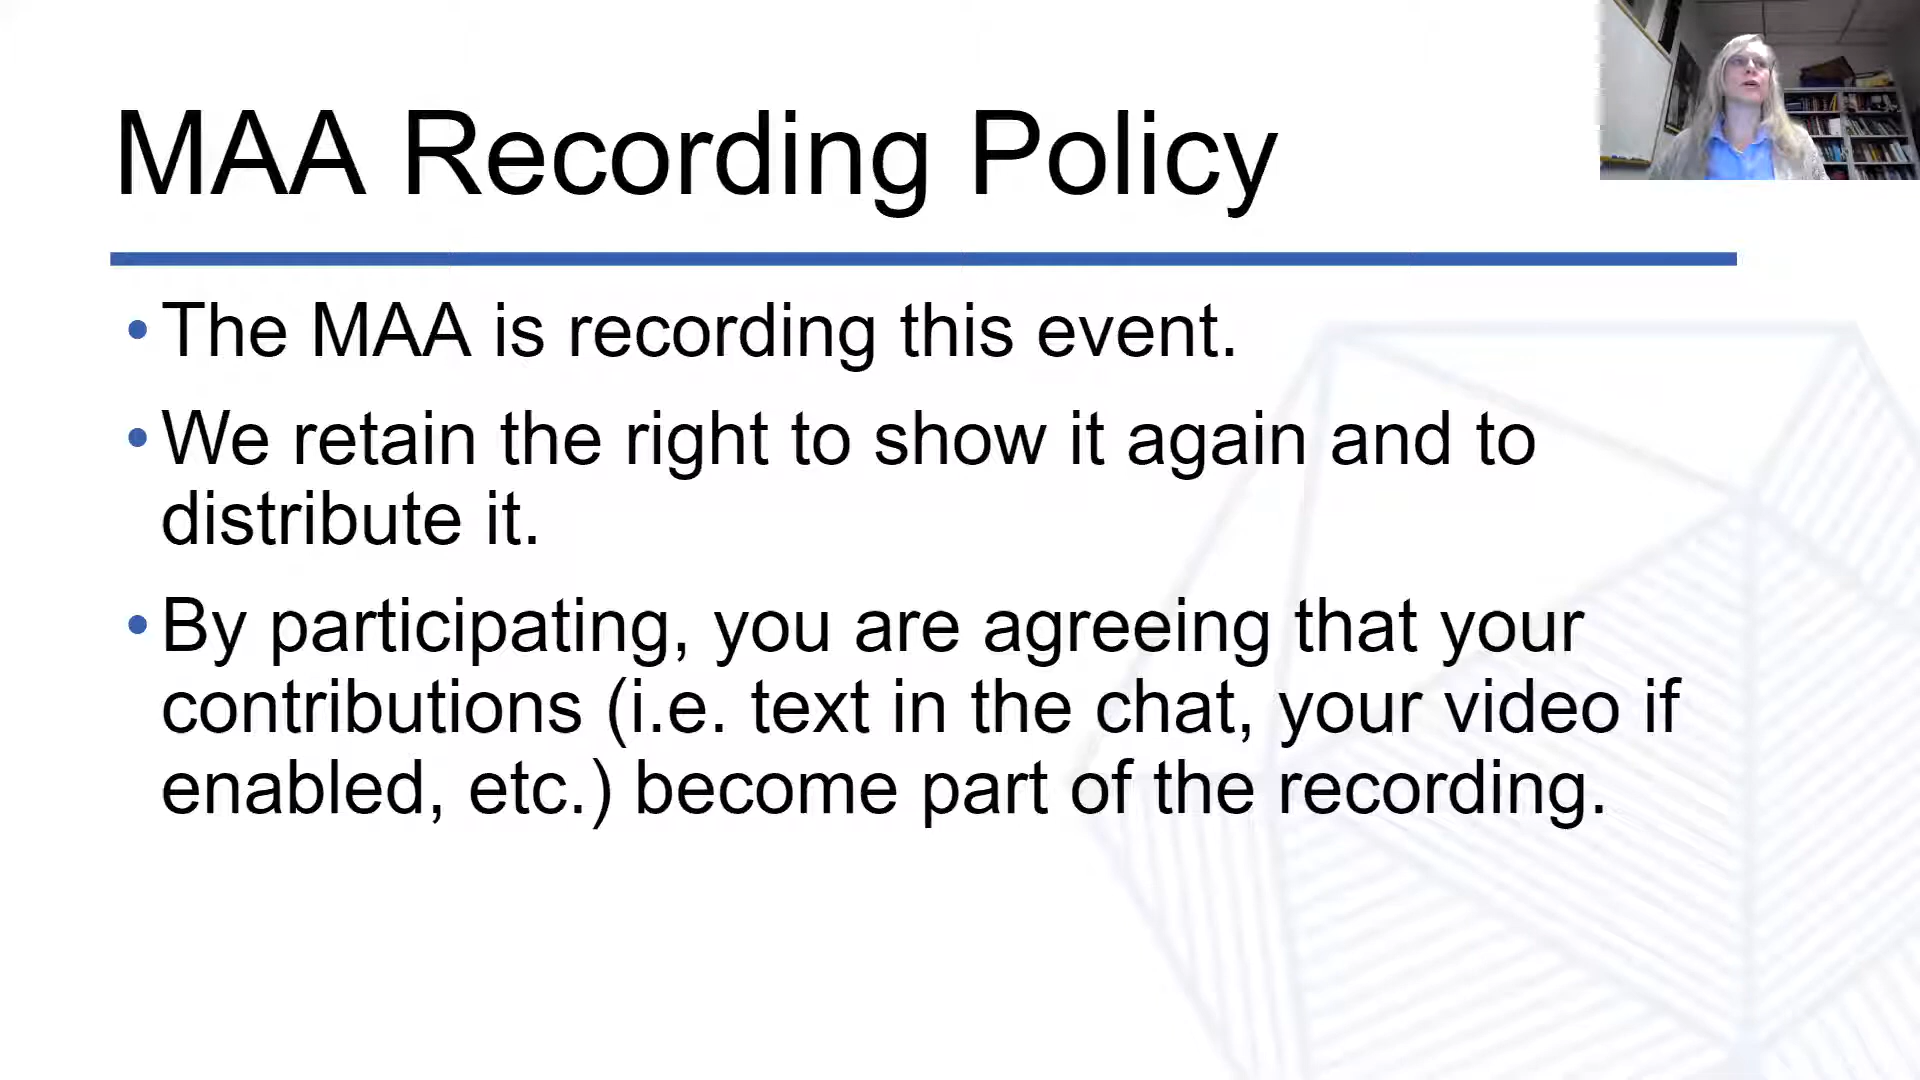 MAA Recording Policy
• The MAA is recording this event.
• We retain the right to show it again and to
distribute it.
• By participating, you are agreeing that your
contributions (i.e. text in the chat, your video if
enabled, etc.) become part of the recording.